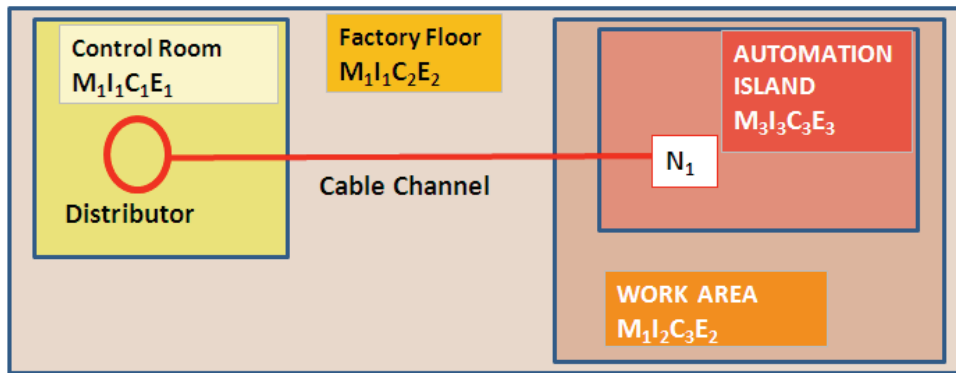 Control Room
M₁I₁C₁E₁
Factory Floor
M₁I₁C₂E₂
AUTOMATION
ISLAND
M₃I₃C₃E₃
N₁
Cable Channel
Distributor
WORK AREA
M₁I₂C₃E₂